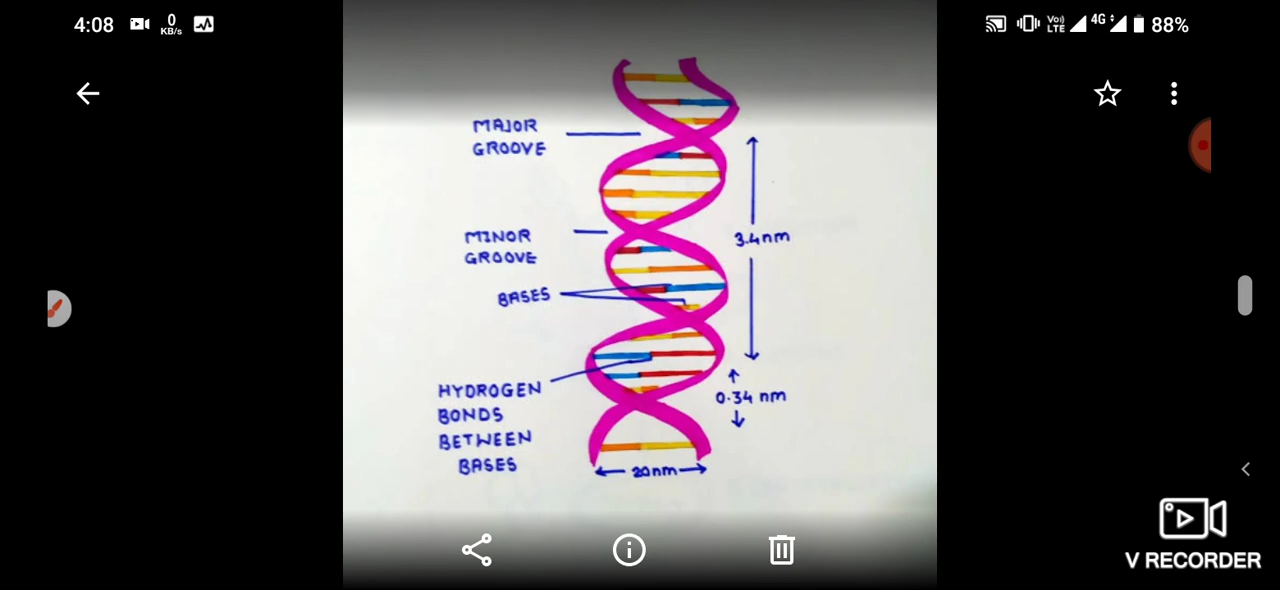 4:08
0
KB/s
Vo)
LTE
4G
88%
MAJOR
GROOVE
MINOR
GROOVE
3.4nm
BASES
HYDROGEN
BONDS
BETWEEN
BASES
0.34 nm
20nm
V RECORDER